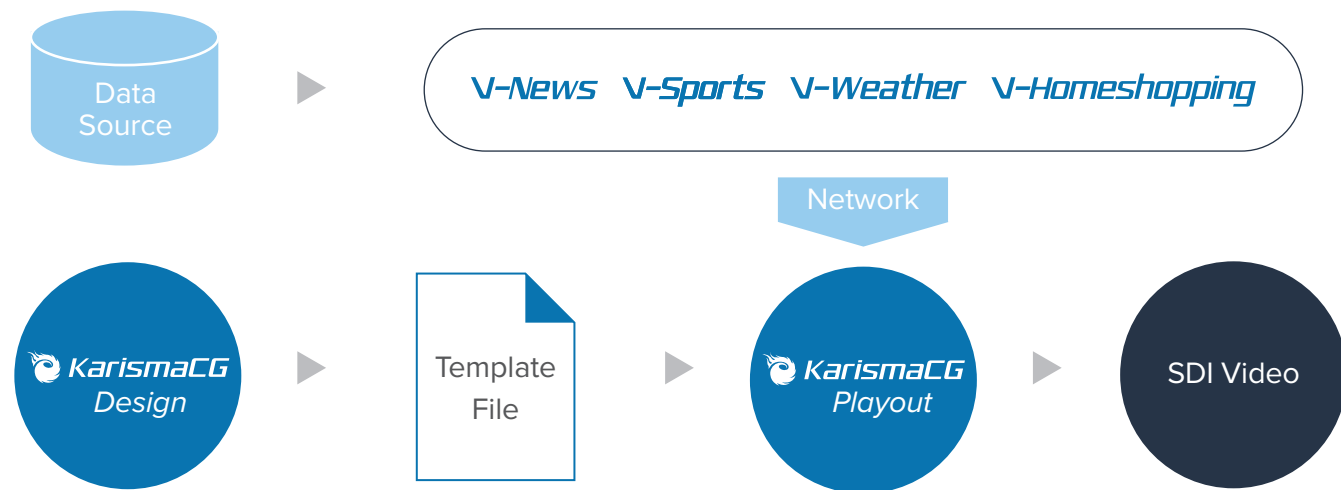 Data
Source
V-News V-Sports V-Weather V-Homeshopping
Network
KarismaCG
Design
Template
File
KarismaCG
Playout
SDI Video